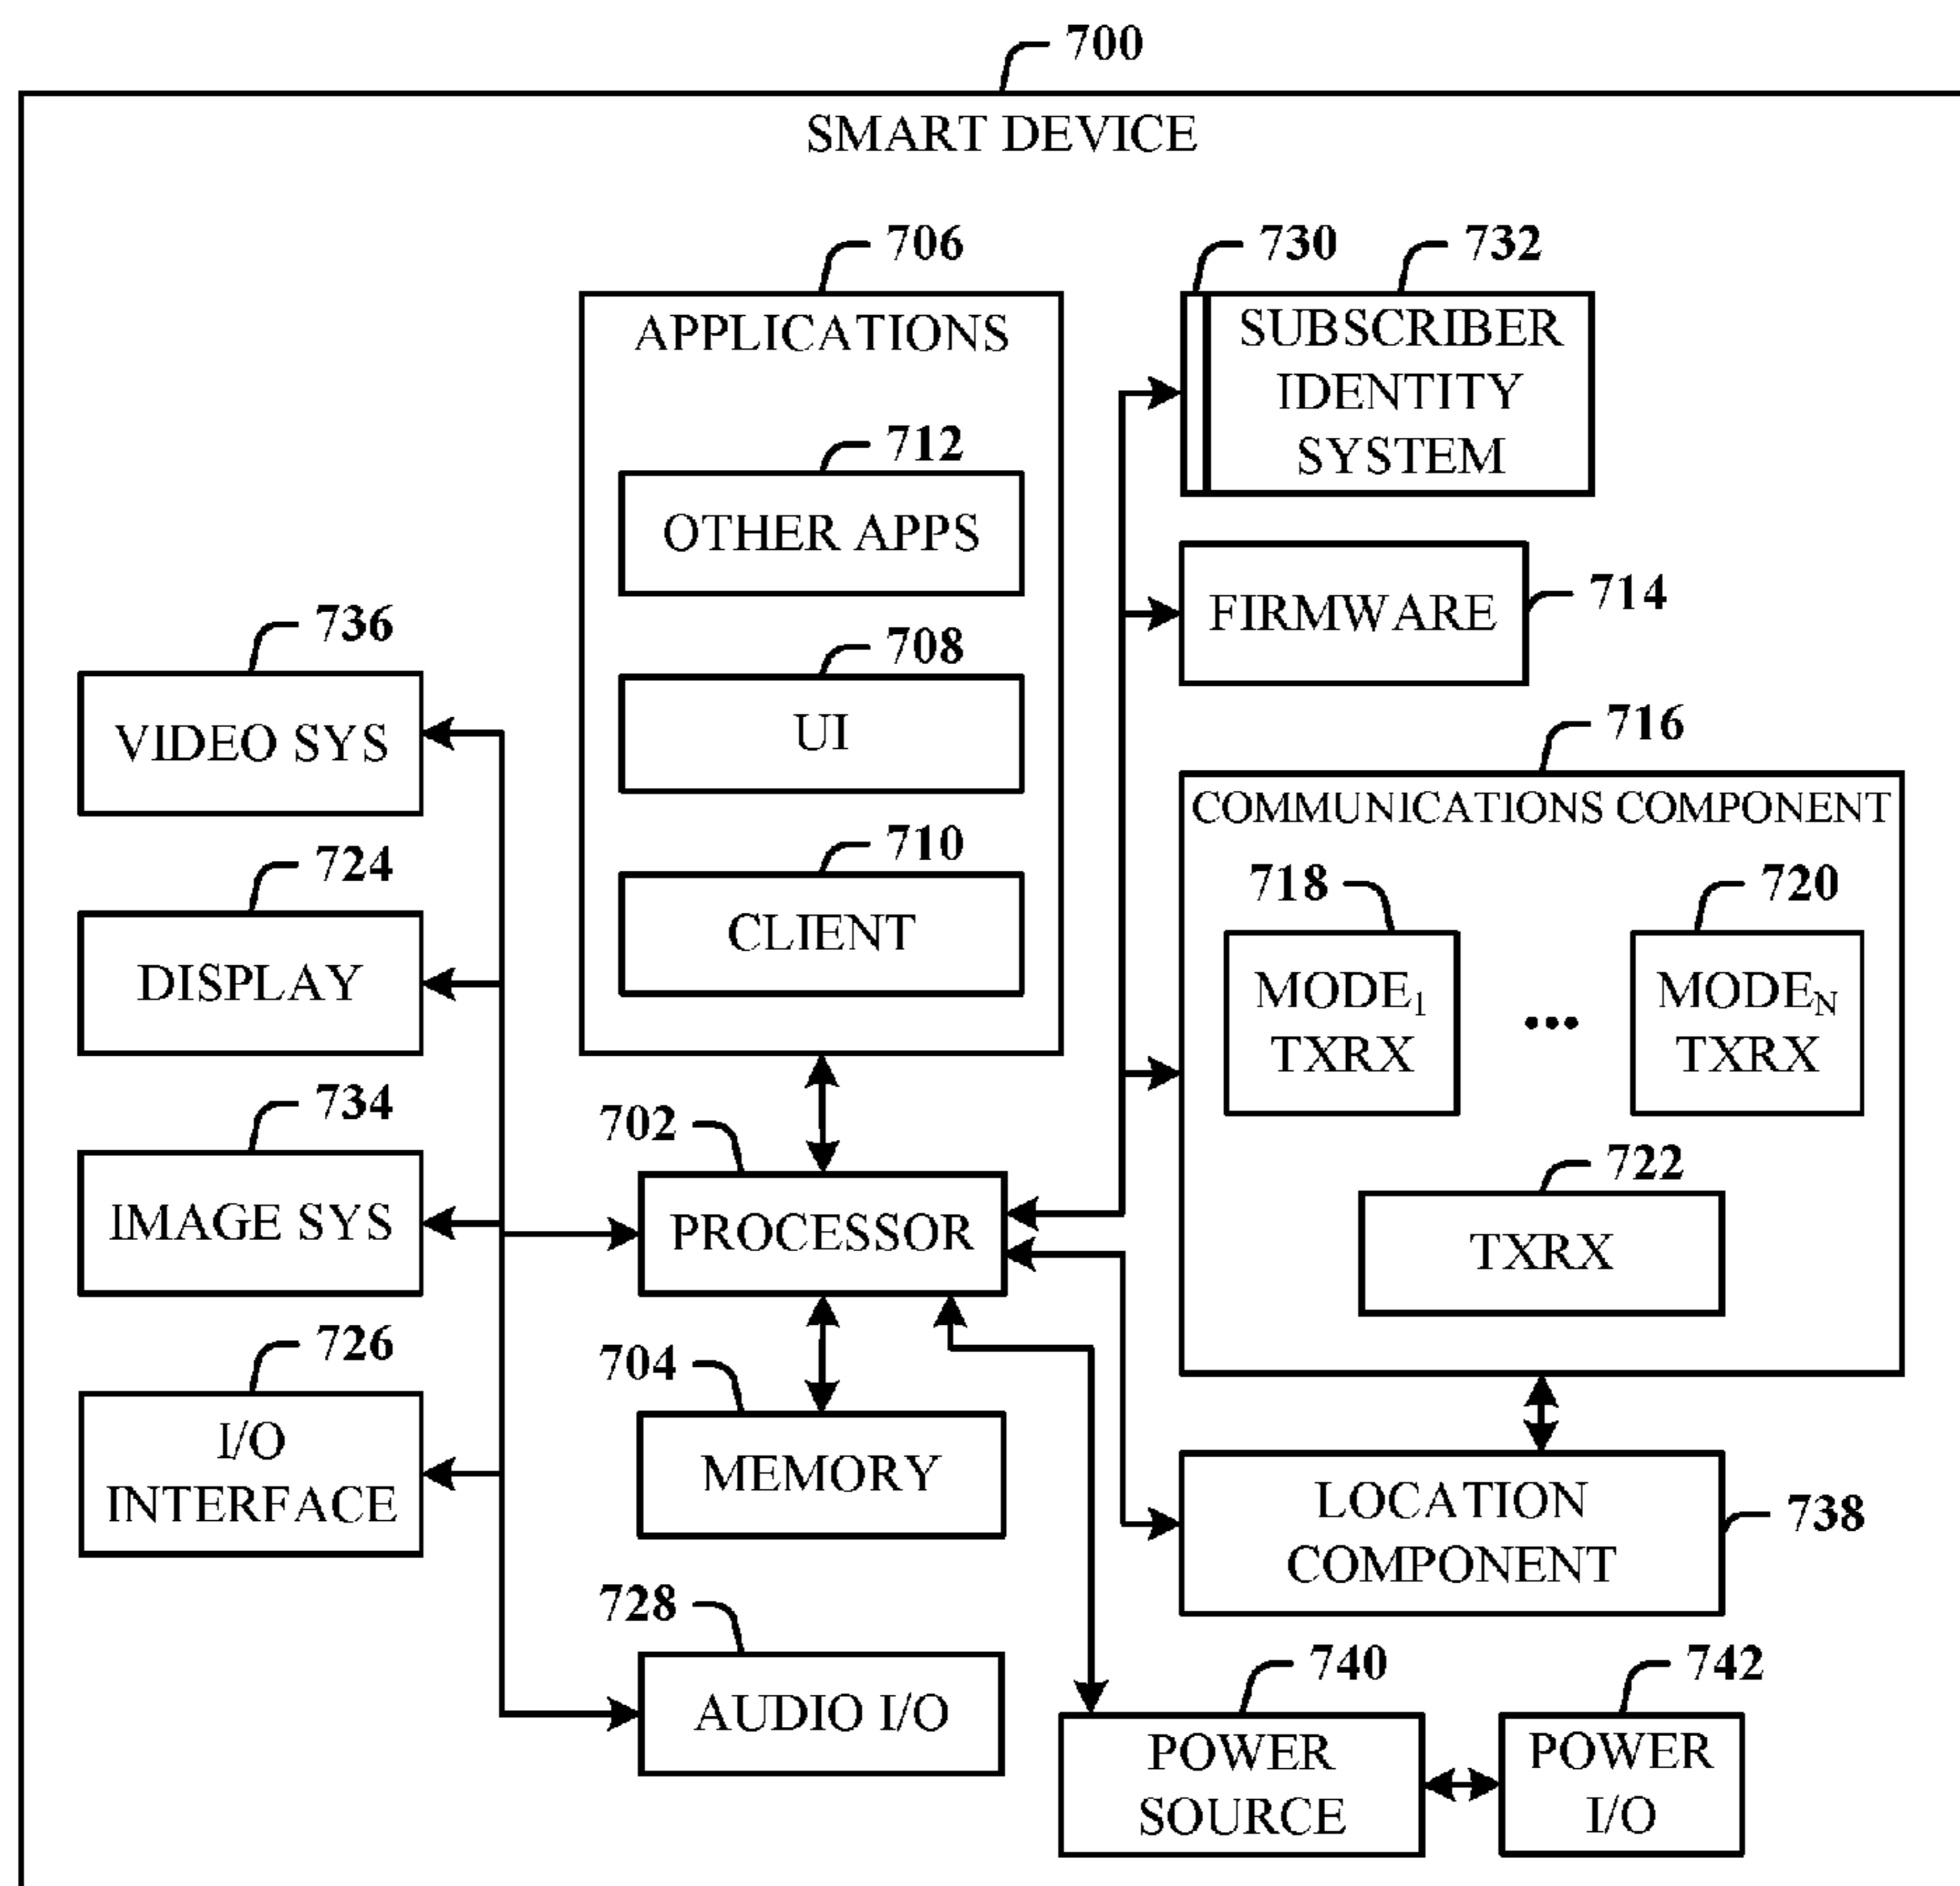 700
SMART DEVICE
706
APPLICATIONS
712
OTHER APPS
708
UI
710
CLIENT
730
732
SUBSCRIBER
IDENTITY
SYSTEM
FIRMWARE
714
716
COMMUNICATIONS COMPONENT
718
MODE₁
TXRX
...
720
MODE_N
TXRX
722
TXRX
736
VIDEO SYS
724
DISPLAY
734
IMAGE SYS
726
I/O
INTERFACE
702
PROCESSOR
704
MEMORY
728
AUDIO I/O
LOCATION
COMPONENT
738
740
POWER
SOURCE
742
POWER
I/O